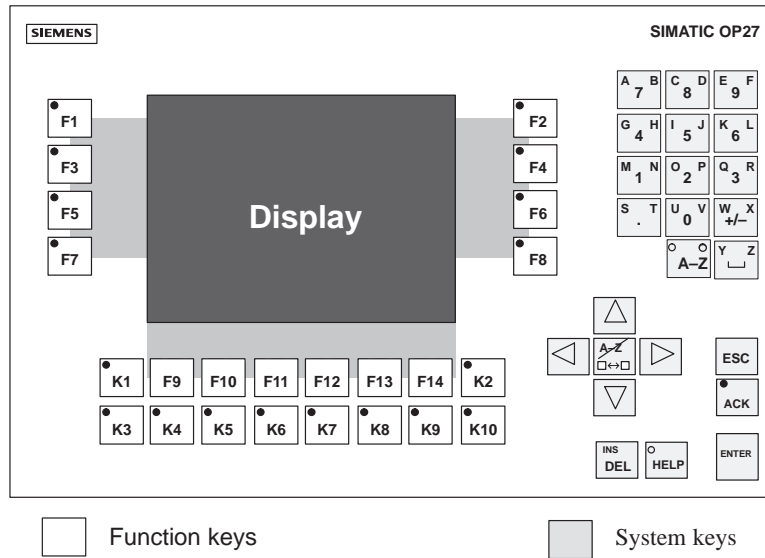 SIEMENS
SIMATIC OP27
A B
7
C D
8
E F
9
G H
4
I J
5
K L
6
M N
1
O P
2
Q R
3
S T
.
U V
0
W X
+/–
A–Z
Y Z
F1
F2
F3
F4
F5
F6
F7
F8
Display
A–Z
ESC
ACK
K1 F9 F10 F11 F12 F13 F14 K2
K3 K4 K5 K6 K7 K8 K9 K10
INS
DEL
HELP
ENTER
Function keys
System keys